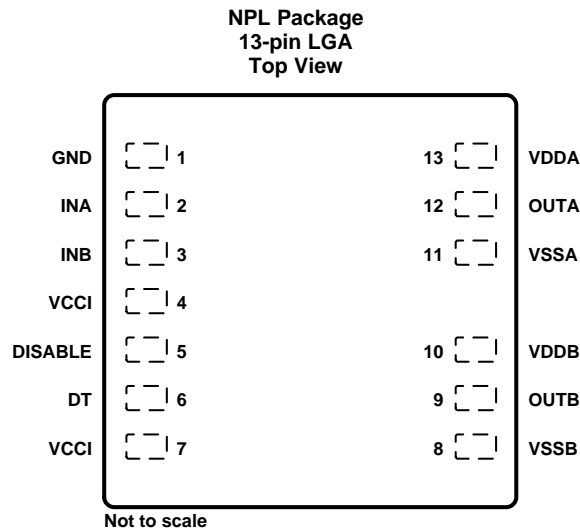 NPL Package
13-pin LGA
Top View
GND 1 13 VDDA
INA 2 12 OUTA
INB 3 11 VSSA
VCCI 4
DISABLE 5 10 VDDB
DT 6 9 OUTB
VCCI 7 8 VSSB
Not to scale